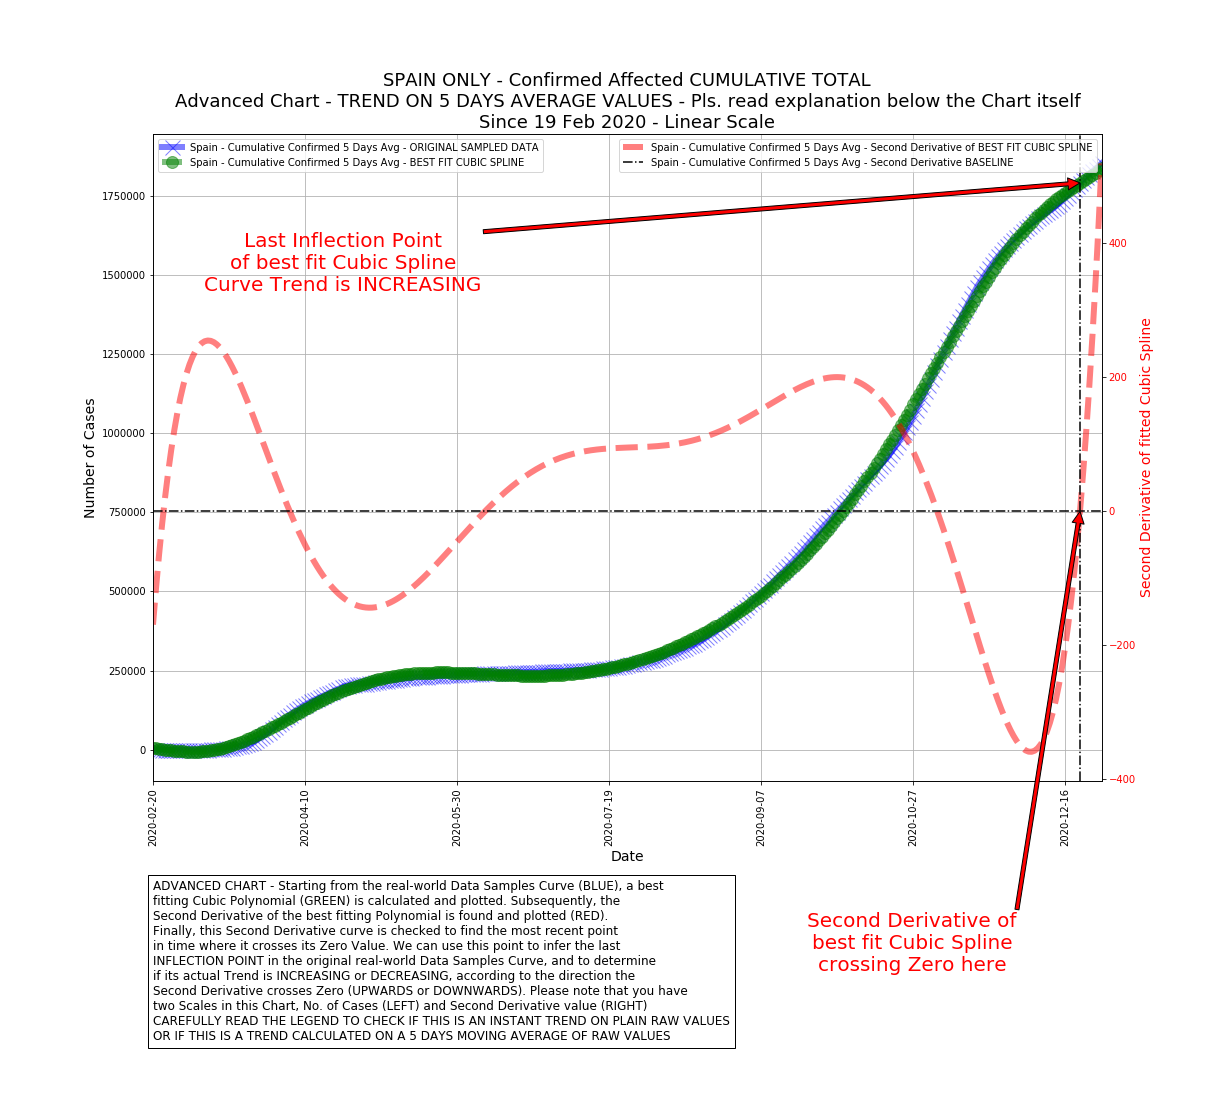 SPAIN ONLY - Confirmed Affected CUMULATIVE TOTAL
Advanced Chart - TREND ON 5 DAYS AVERAGE VALUES - Pls. read explanation below the Chart itself
Since 19 Feb 2020 - Linear Scale
Spain - Cumulative Confirmed 5 Days Avg - ORIGINAL SAMPLED DATA
Spain - Cumulative Confirmed 5 Days Avg - BEST FIT CUBIC SPLINE
Spain - Cumulative Confirmed 5 Days Avg - Second Derivative of BEST FIT CUBIC SPLINE
Spain - Cumulative Confirmed 5 Days Avg - Second Derivative BASELINE
Last Inflection Point
of best fit Cubic Spline
Curve Trend is INCREASING
Number of Cases
1750000
1500000
1250000
1000000
750000
500000
250000
0
400
200
0
−200
−400
Second Derivative of fitted Cubic Spline
2020-02-20
2020-04-10
2020-05-30
2020-07-19
2020-09-07
2020-10-27
2020-12-16
Date
Second Derivative of
best fit Cubic Spline
crossing Zero here
ADVANCED CHART - Starting from the real-world Data Samples Curve (BLUE), a best
fitting Cubic Polynomial (GREEN) is calculated and plotted. Subsequently, the
Second Derivative of the best fitting Polynomial is found and plotted (RED).
Finally, this Second Derivative curve is checked to find the most recent point
in time where it crosses its Zero Value. We can use this point to infer the last
INFLECTION POINT in the original real-world Data Samples Curve, and to determine
if its actual Trend is INCREASING or DECREASING, according to the direction the
Second Derivative crosses Zero (UPWARDS or DOWNWARDS). Please note that you have
two Scales in this Chart, No. of Cases (LEFT) and Second Derivative value (RIGHT)
CAREFULLY READ THE LEGEND TO CHECK IF THIS IS AN INSTANT TREND ON PLAIN RAW VALUES
OR IF THIS IS A TREND CALCULATED ON A 5 DAYS MOVING AVERAGE OF RAW VALUES